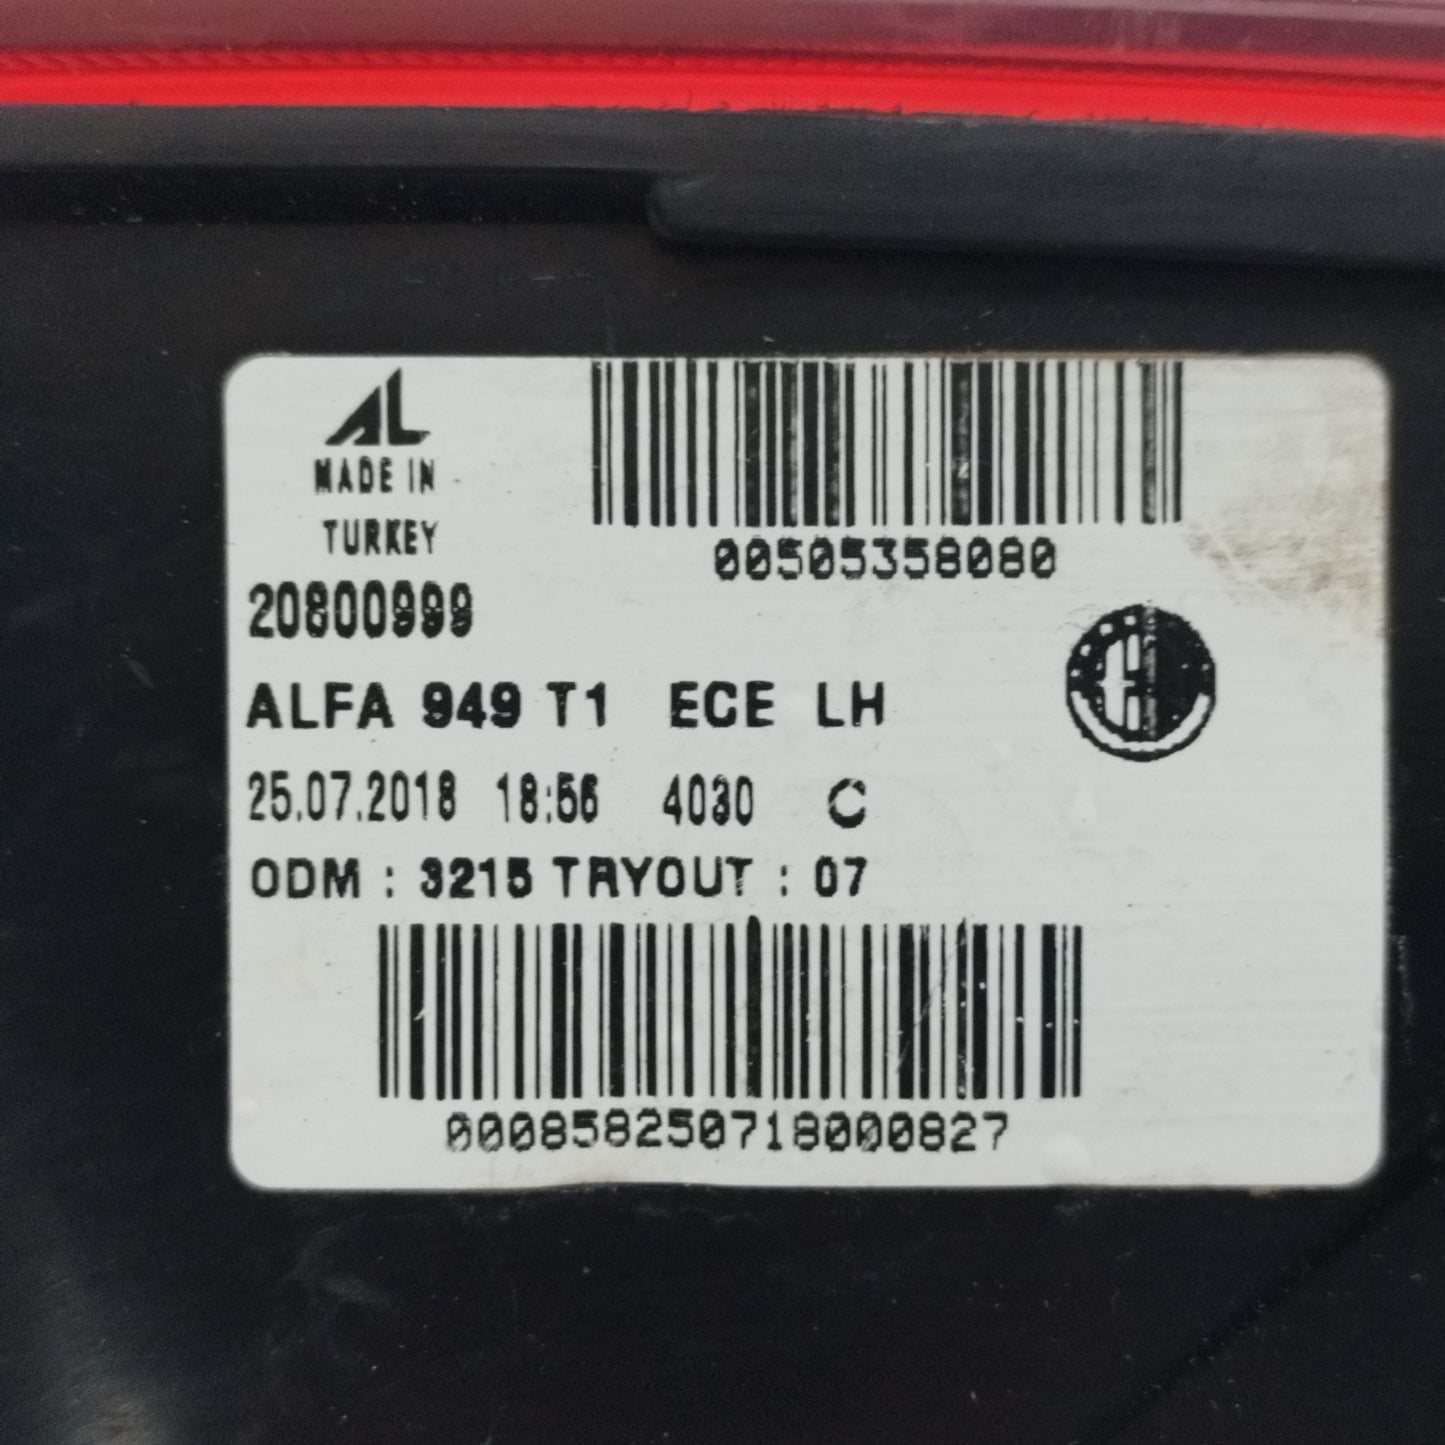 AL
MADE IN
TURKEY
00505358080
20800999
ALFA 949 T1 ECE LH
25.07.2018 18:56 4030 C
ODM : 3215 TRYOUT : 07
000858250718000827